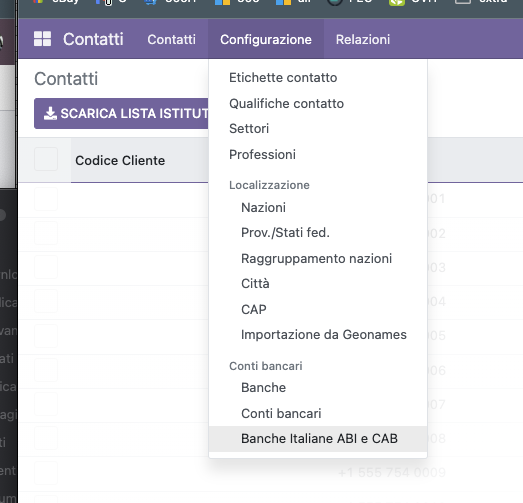 Contatti
Contatti
Configurazione
Relazioni
Contatti
SCARICA LISTA ISTITUT
Codice Cliente
Etichette contatto
Qualifiche contatto
Settori
Professioni
Localizzazione
Nazioni
Prov./Stati fed.
Raggruppamento nazioni
Città
CAP
Importazione da Geonames
Conti bancari
Banche
Conti bancari
Banche Italiane ABI e CAB
+1 555 754 0009